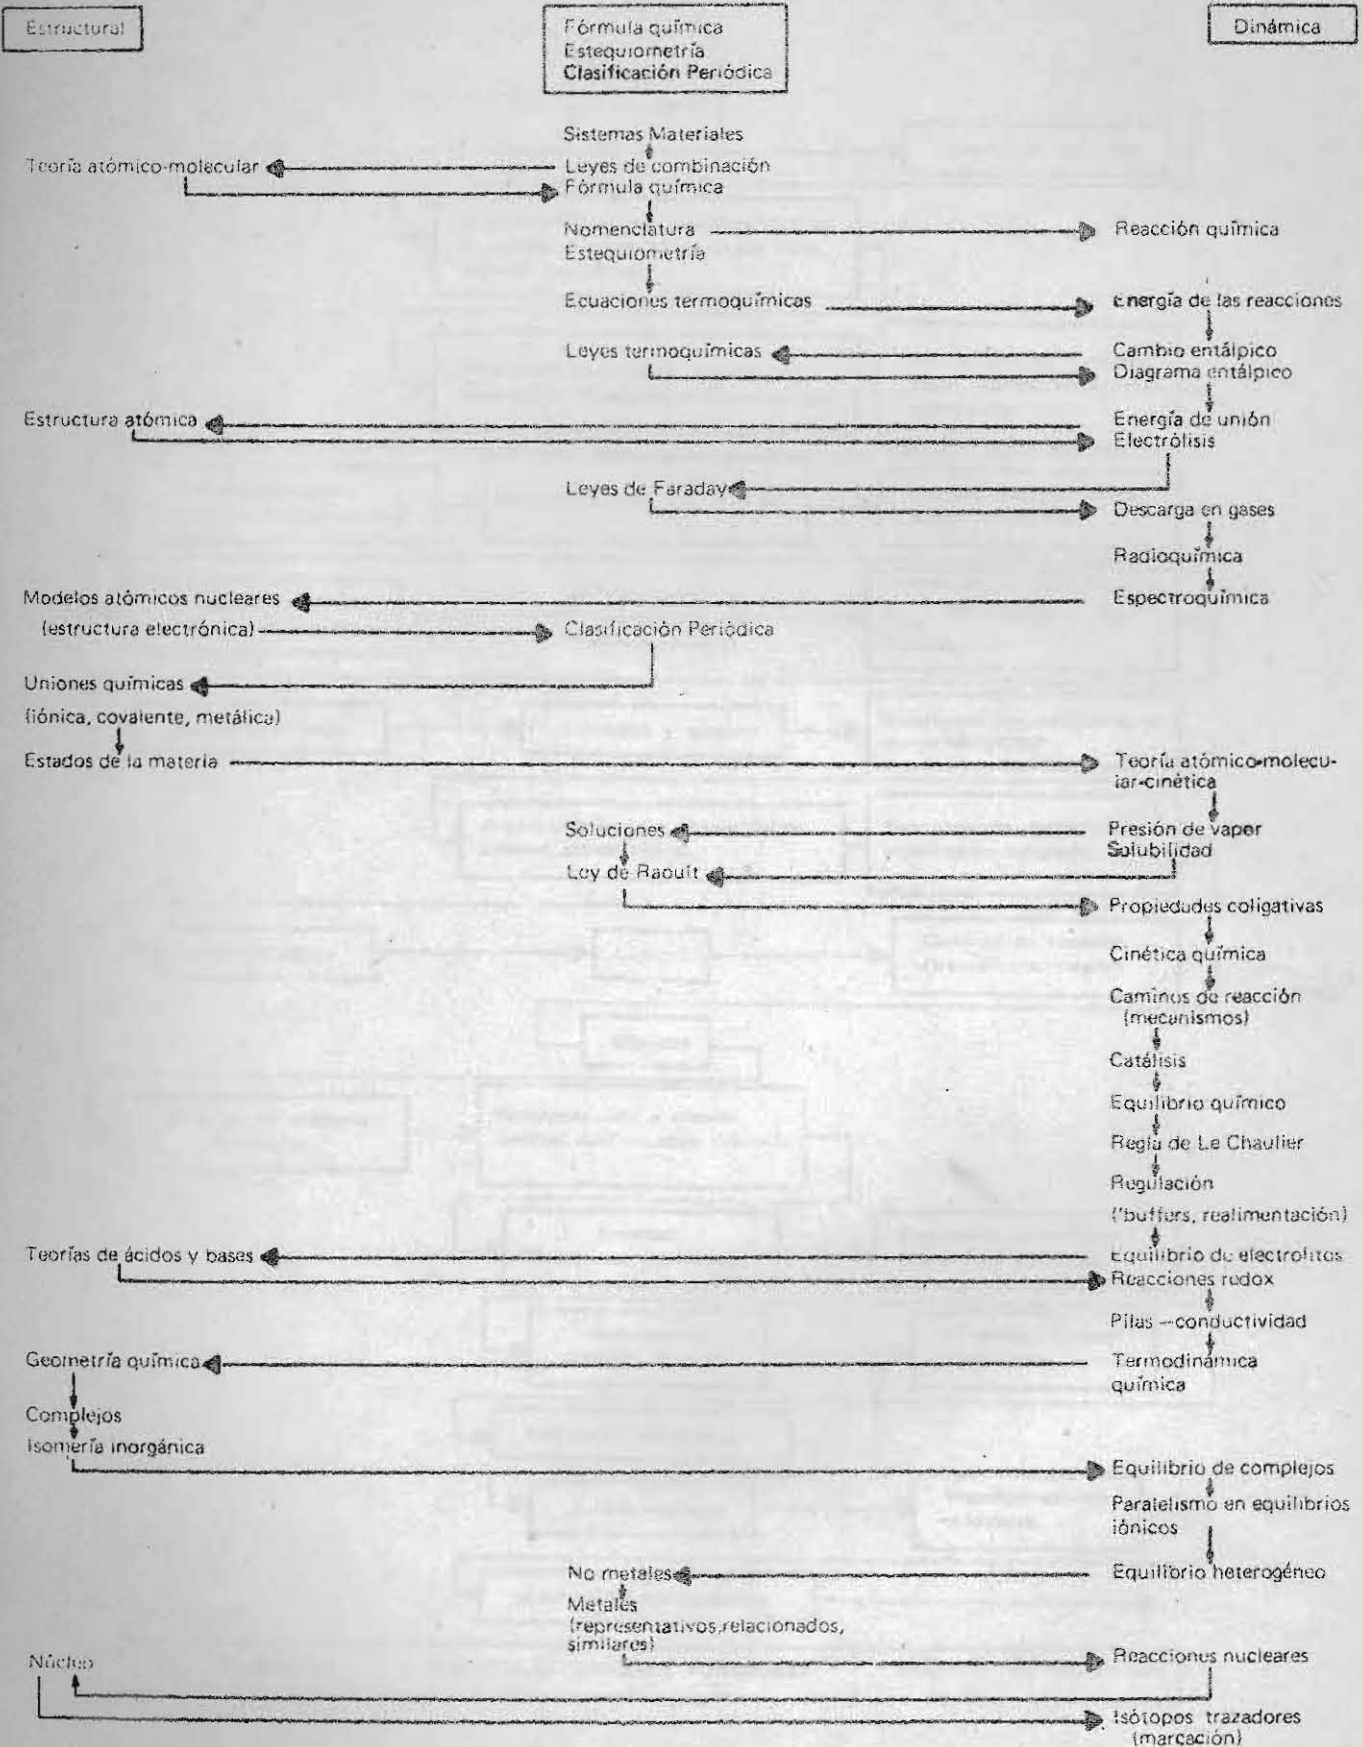 Estructural
Fórmula química
Estequiometría
Clasificación Periódica
Dinámica
Sistemas Materiales
Teoría atómico-molecular
Leyes de combinación
Fórmula química
Nomenclatura
Reacción química
Estequiometría
Ecuaciones termoquímicas
Energía de las reacciones
Leyes termoquímicas
Cambio entálpico
Diagrama entálpico
Estructura atómica
Energía de unión
Electrólisis
Leyes de Faraday
Descarga en gases
Radioquímica
Modelos atómicos nucleares
Espectroquímica
(estructura electrónica)
Clasificación Periódica
Uniones químicas
(iónica, covalente, metálica)
Estados de la materia
Teoría atómico-molecu-
lar-cinética
Soluciones
Presión de vapor
Solubilidad
Ley de Raoult
Propiedades coligativas
Cinética química
Caminos de reacción
(mecanismos)
Catálisis
Equilibrio químico
Regla de Le Chaulier
Regulación
("buffers, realimentación)
Teorías de ácidos y bases
Equilibrio de electrolitos
Reacciones redox
Pilas —conductividad
Geometría química
Termodinámica
química
Complejos
Isomería inorgánica
Equilibrio de complejos
Paralelismo en equilibrios
iónicos
No metales
Equilibrio heterogéneo
Metales
(representativos,relacionados,
similares)
Núcleo
Reacciones nucleares
Isótopos trazadores
(marcación)